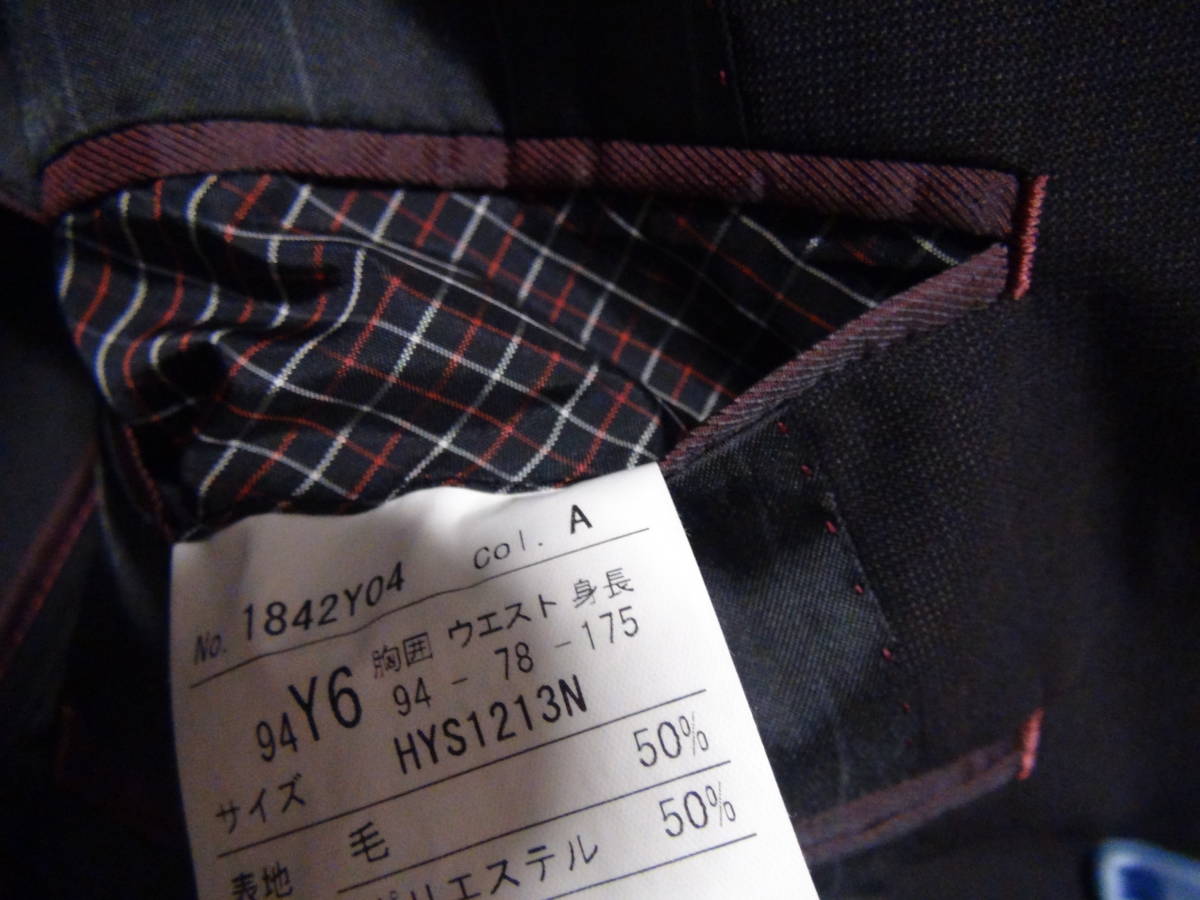 No. 1842Y04 Col. A
胸囲 ウエスト 身長
サイズ 94Y6 94 - 78 - 175
HYS1213N
表地 毛 50%
ポリエステル 50%